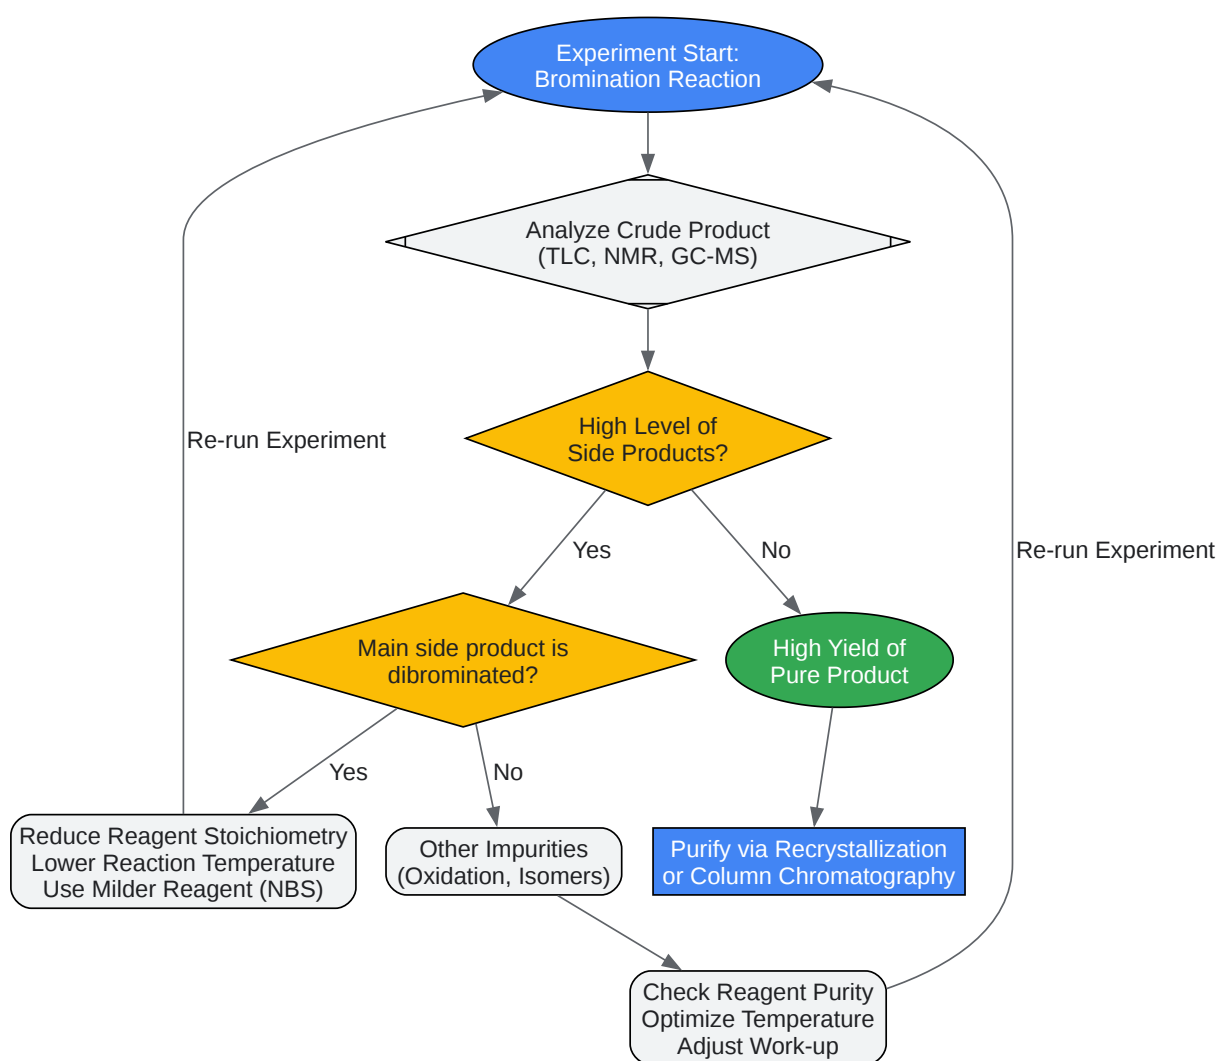 Experiment Start:
Bromination Reaction
Analyze Crude Product
(TLC, NMR, GC-MS)
High Level of
Side Products?
Re-run Experiment
Yes
No
Re-run Experiment
Main side product is
dibrominated?
High Yield of
Pure Product
Yes
No
Reduce Reagent Stoichiometry
Lower Reaction Temperature
Use Milder Reagent (NBS)
Other Impurities
(Oxidation, Isomers)
Purify via Recrystallization
or Column Chromatography
Check Reagent Purity
Optimize Temperature
Adjust Work-up